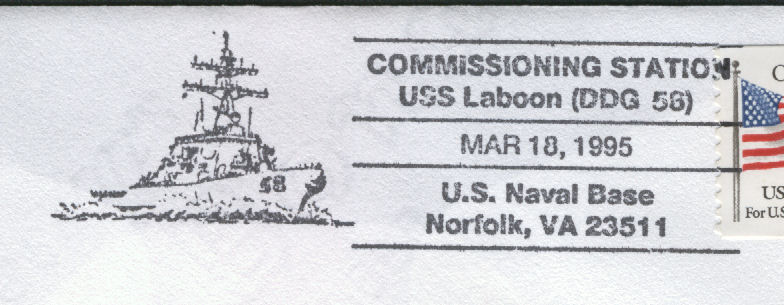 COMMISSIONING STATION
USS Laboon (DDG 58)
MAR 18, 1995
U.S. Naval Base
Norfolk, VA 23511
58
US
For U.S